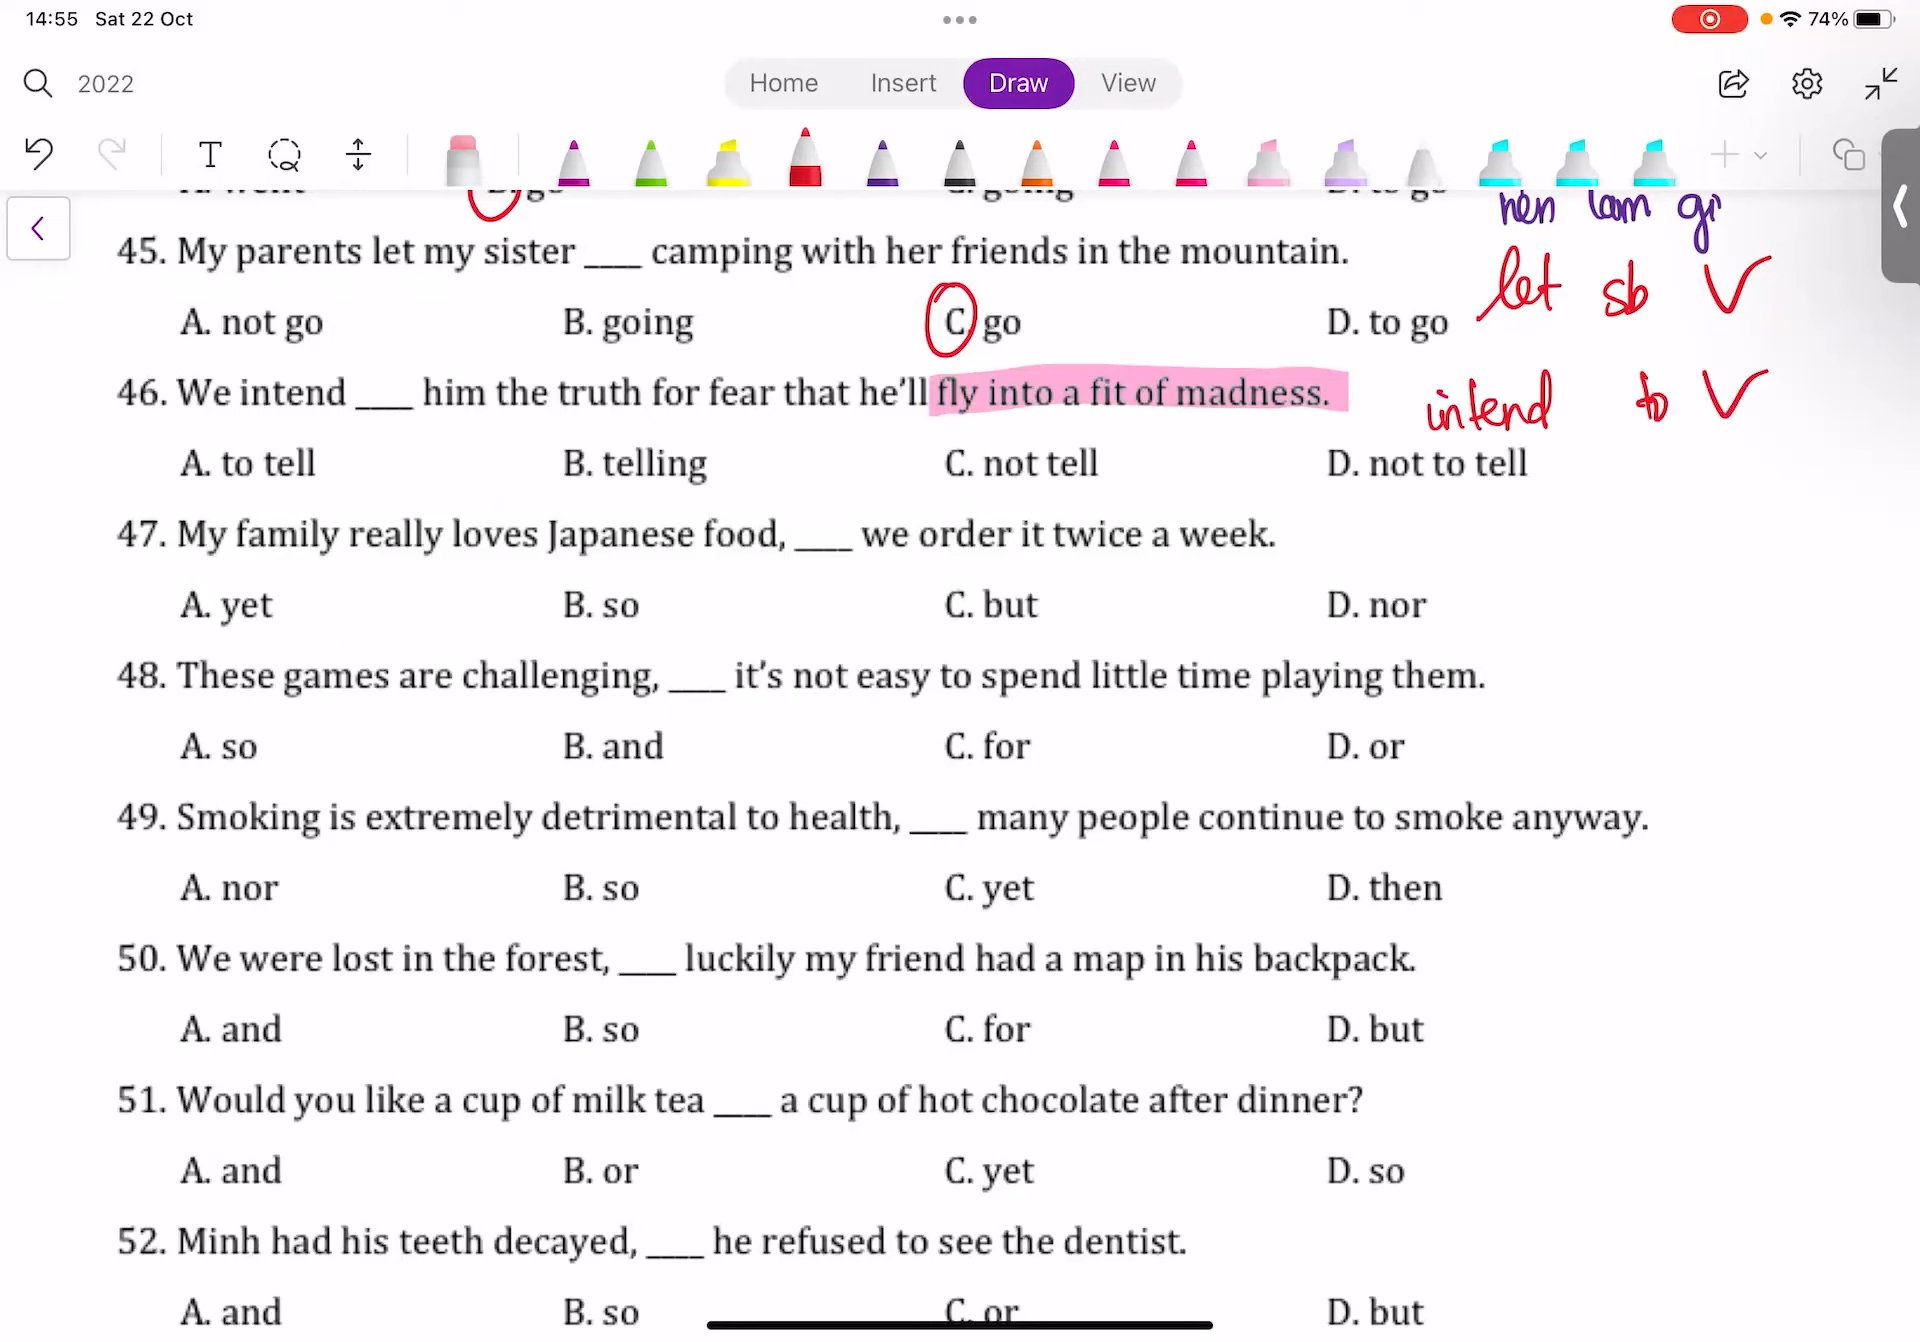 14:55 Sat 22 Oct
74%
2022
Home Insert Draw View
T
nên làm gì
45. My parents let my sister ____ camping with her friends in the mountain.
let sb V
A. not go B. going C. go D. to go
46. We intend ____ him the truth for fear that he’ll fly into a fit of madness.
intend to V
A. to tell B. telling C. not tell D. not to tell
47. My family really loves Japanese food, ____ we order it twice a week.
A. yet B. so C. but D. nor
48. These games are challenging, ____ it’s not easy to spend little time playing them.
A. so B. and C. for D. or
49. Smoking is extremely detrimental to health, ____ many people continue to smoke anyway.
A. nor B. so C. yet D. then
50. We were lost in the forest, ____ luckily my friend had a map in his backpack.
A. and B. so C. for D. but
51. Would you like a cup of milk tea ____ a cup of hot chocolate after dinner?
A. and B. or C. yet D. so
52. Minh had his teeth decayed, ____ he refused to see the dentist.
A. and B. so C. or D. but